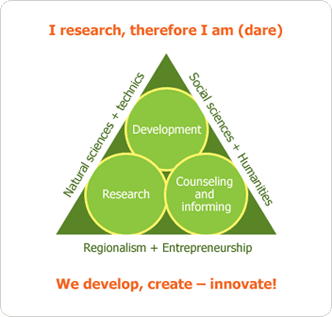 I research, therefore I am (dare)
Natural sciences + technics
Social sciences + Humanities
Development
Research
Counseling
and
informing
Regionalism + Entrepreneurship
We develop, create – innovate!